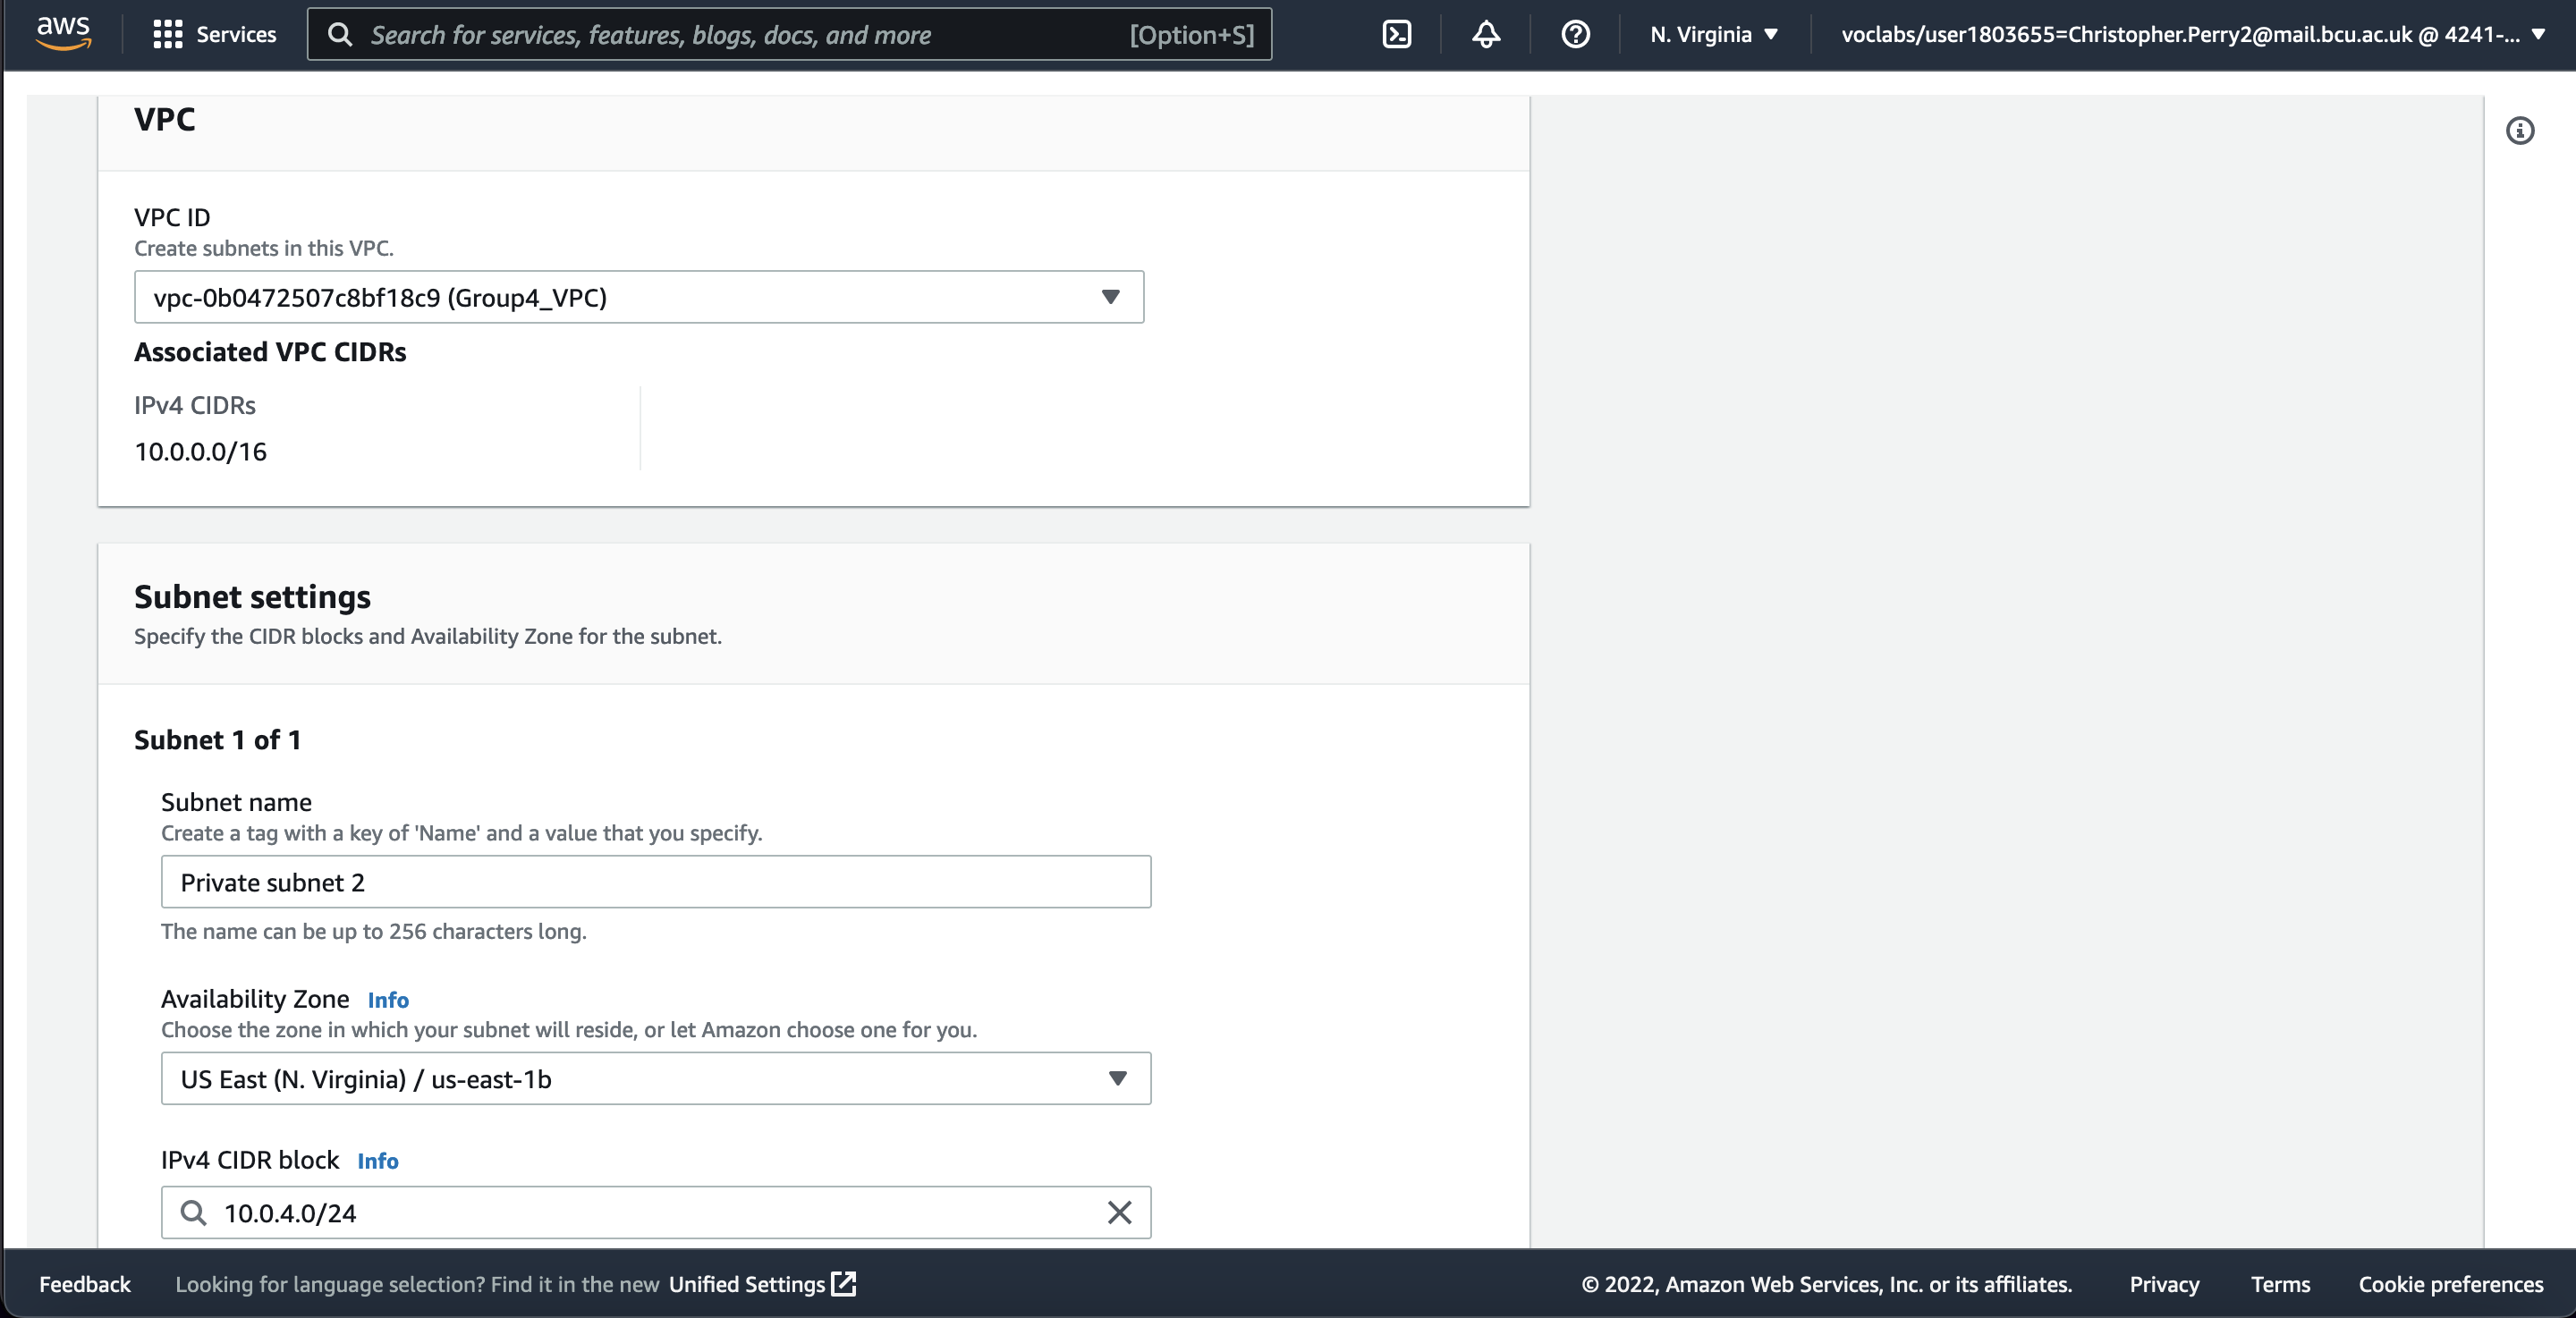 aws Services Search for services, features, blogs, docs, and more [Option+S] N. Virginia voclabs/user1803655=Christopher.Perry2@mail.bcu.ac.uk @ 4241-...
VPC
VPC ID
Create subnets in this VPC.
vpc-0b0472507c8bf18c9 (Group4_VPC)
Associated VPC CIDRs
IPv4 CIDRs
10.0.0.0/16
Subnet settings
Specify the CIDR blocks and Availability Zone for the subnet.
Subnet 1 of 1
Subnet name
Create a tag with a key of 'Name' and a value that you specify.
Private subnet 2
The name can be up to 256 characters long.
Availability Zone Info
Choose the zone in which your subnet will reside, or let Amazon choose one for you.
US East (N. Virginia) / us-east-1b
IPv4 CIDR block Info
10.0.4.0/24
Feedback Looking for language selection? Find it in the new Unified Settings © 2022, Amazon Web Services, Inc. or its affiliates. Privacy Terms Cookie preferences